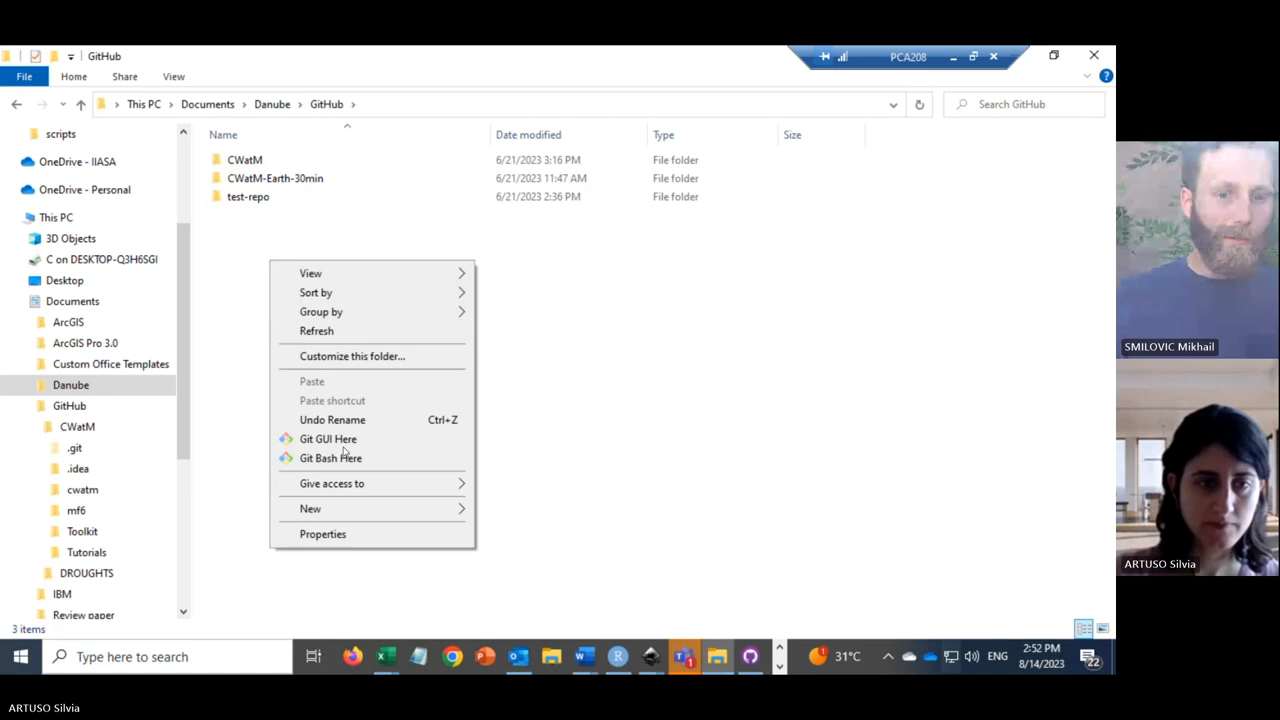 GitHub
PCA208
File Home Share View
This PC Documents Danube GitHub
Search GitHub
Name Date modified Type Size
CWatM 6/21/2023 3:16 PM File folder
CWatM-Earth-30min 6/21/2023 11:47 AM File folder
test-repo 6/21/2023 2:36 PM File folder
scripts
OneDrive - IIASA
OneDrive - Personal
This PC
3D Objects
C on DESKTOP-Q3H6SGI
Desktop
Documents
ArcGIS
ArcGIS Pro 3.0
Custom Office Templates
Danube
GitHub
CWatM
.git
.idea
cwatm
mf6
Toolkit
Tutorials
DROUGHTS
IBM
Review paper
3 items
View
Sort by
Group by
Refresh
Customize this folder...
Paste
Paste shortcut
Undo Rename Ctrl+Z
Git GUI Here
Git Bash Here
Give access to
New
Properties
SMILOVIC Mikhail
ARTUSO Silvia
Type here to search
31°C
ENG
2:52 PM
8/14/2023
22
ARTUSO Silvia